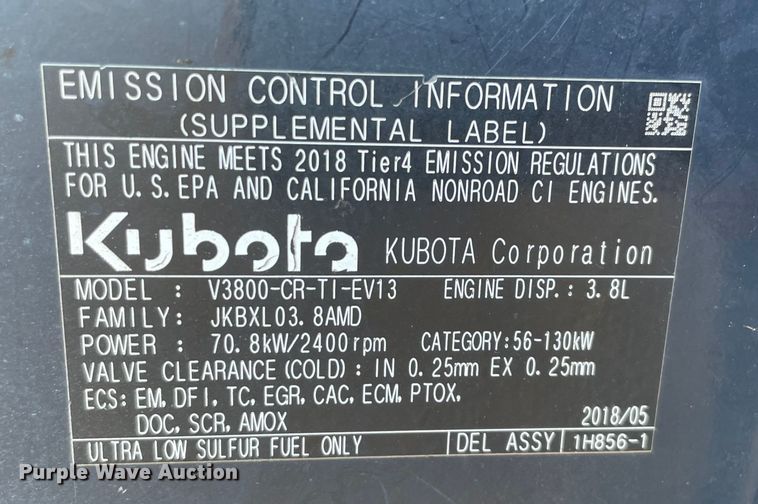 EMISSION CONTROL INFORMATION
(SUPPLEMENTAL LABEL)
THIS ENGINE MEETS 2018 Tier4 EMISSION REGULATIONS
FOR U.S.EPA AND CALIFORNIA NONROAD CI ENGINES.
Kubota KUBOTA Corporation
MODEL : V3800-CR-TI-EV13 ENGINE DISP.: 3.8L
FAMILY: JKBXL03.8AMD
POWER : 70.8kW/2400rpm CATEGORY:56-130kW
VALVE CLEARANCE(COLD): IN 0.25mm EX 0.25mm
ECS: EM, DFI, TC, EGR, CAC, ECM, PTOX,
DOC, SCR, AMOX 2018/05
ULTRA LOW SULFUR FUEL ONLY DEL ASSY 1H856-1
Purple Wave Auction